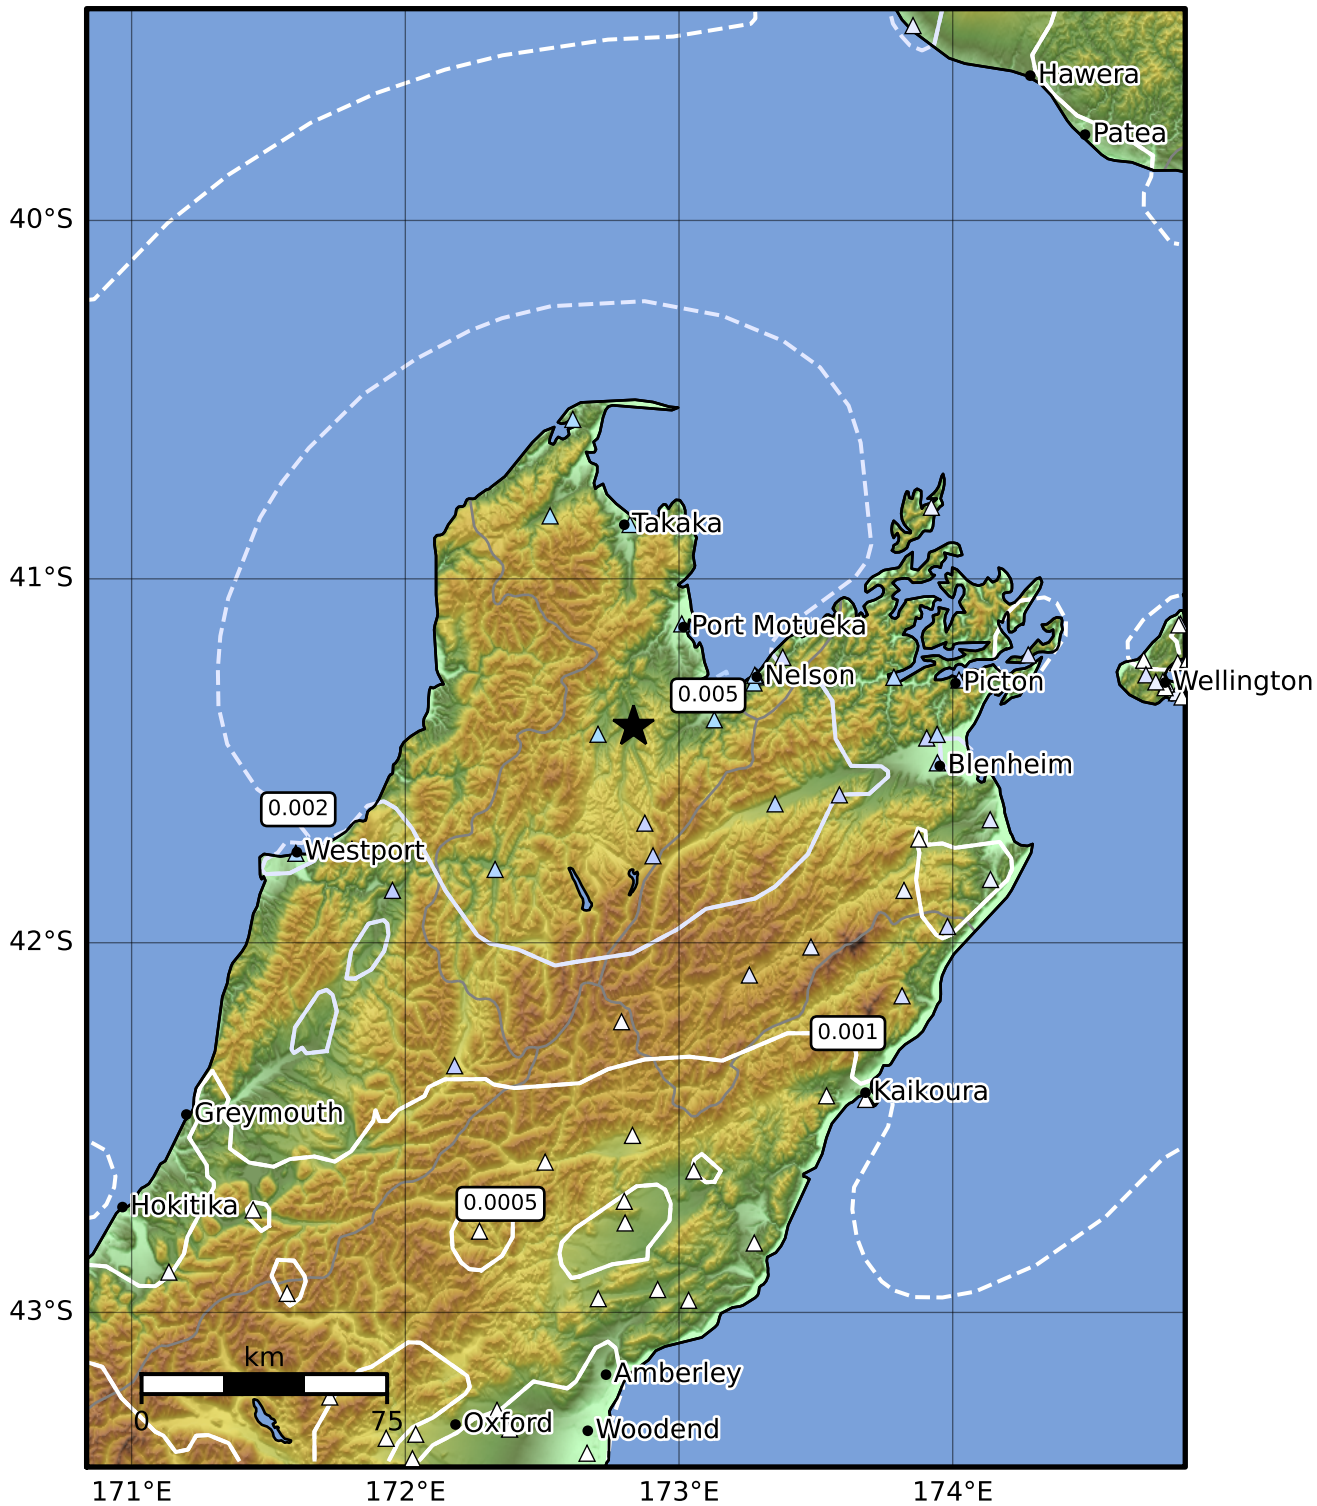 Hawera
Patea
40°S
Takaka
41°S
Port Motueka
Nelson
0.005
Picton
Wellington
Blenheim
0.002
Westport
42°S
0.001
Kaikoura
Greymouth
0.0005
Hokitika
43°S
km
Amberley
0
75
Oxford
Woodend
171°E
172°E
173°E
174°E